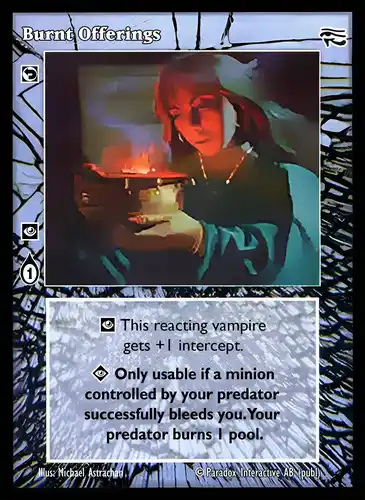 Burnt Offerings
1
This reacting vampire
gets +1 intercept.
Only usable if a minion
controlled by your predator
successfully bleeds you. Your
predator burns 1 pool.
Illus: Michael Astrachan
© Paradox Interactive AB. (publ)